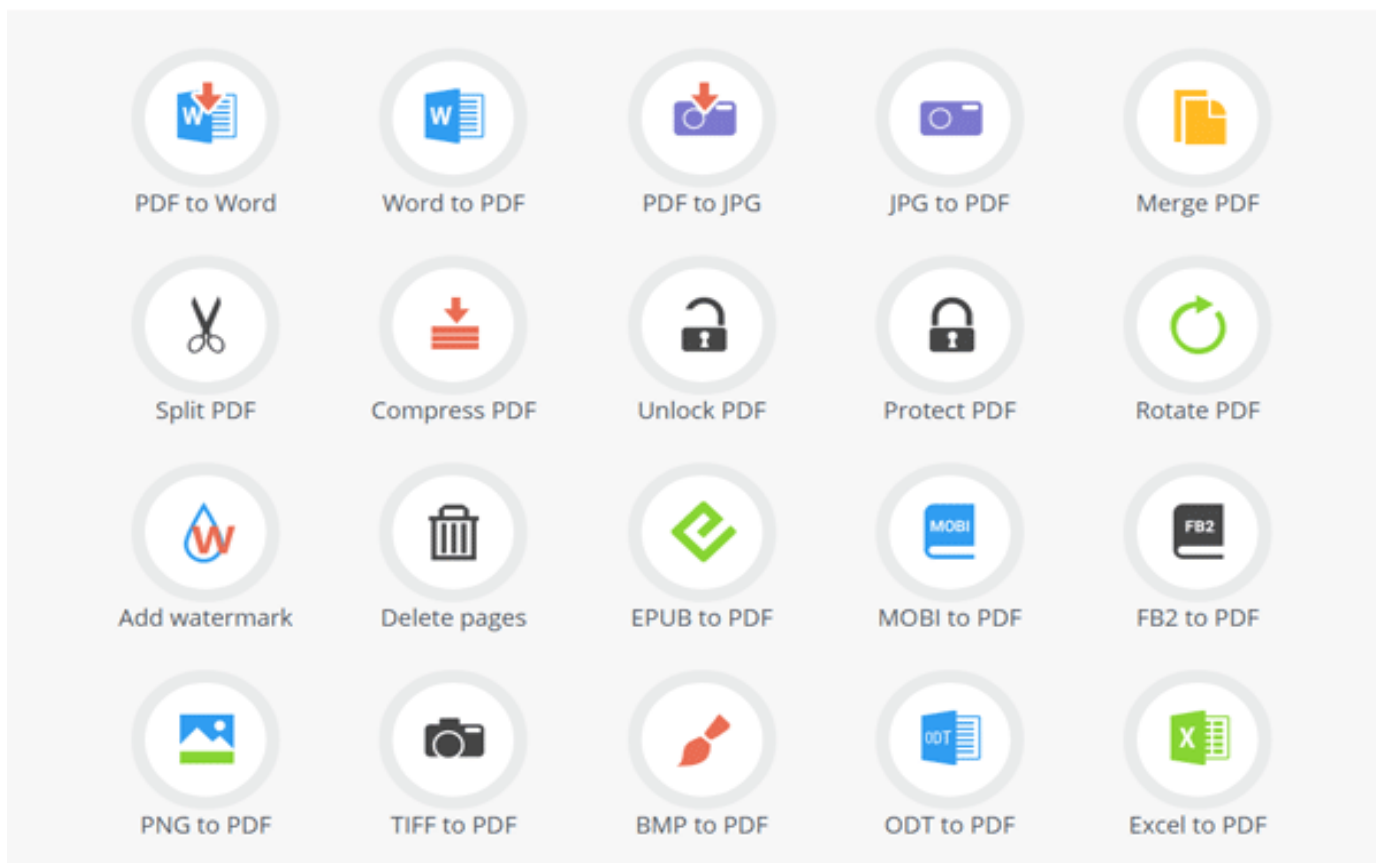 W
W
PDF to Word
Word to PDF
PDF to JPG
JPG to PDF
Merge PDF
Split PDF
Compress PDF
Unlock PDF
Protect PDF
Rotate PDF
W
MOBI
FB2
Add watermark
Delete pages
EPUB to PDF
MOBI to PDF
FB2 to PDF
ODT
X
PNG to PDF
TIFF to PDF
BMP to PDF
ODT to PDF
Excel to PDF